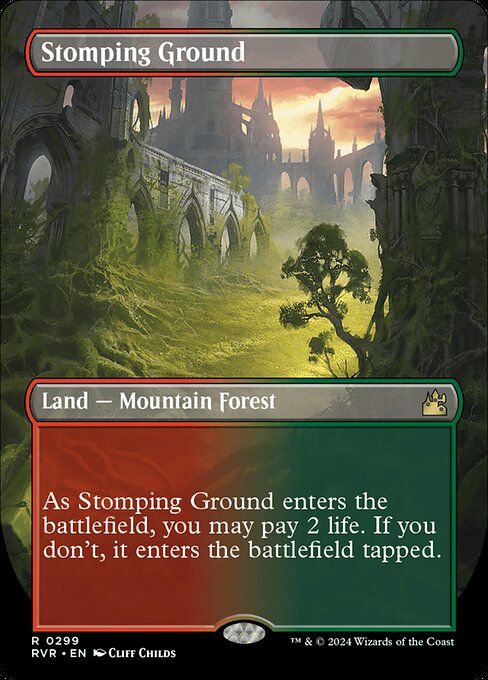 Stomping Ground
Land — Mountain Forest
As Stomping Ground enters the
battlefield, you may pay 2 life. If you
don't, it enters the battlefield tapped.
R 0299
RVR • EN Cliff Childs
™ & © 2024 Wizards of the Coast